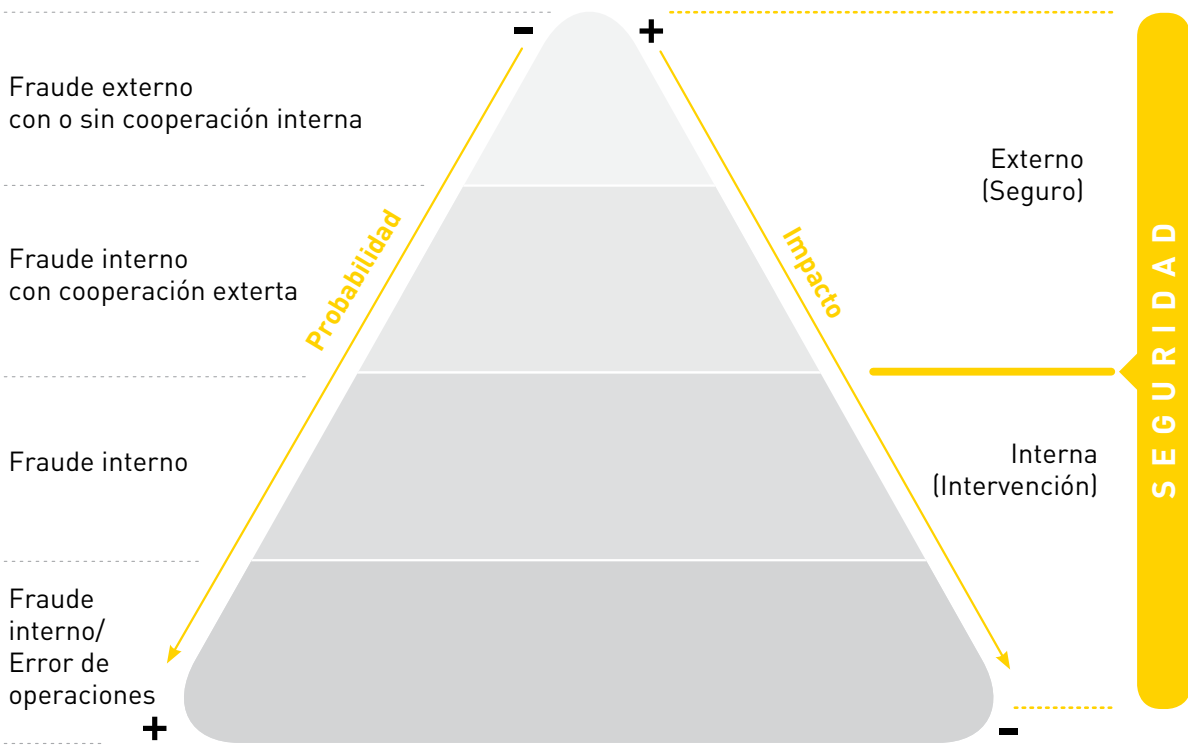 -
+
Fraude externo
con o sin cooperación interna
Externo
(Seguro)
Fraude interno
con cooperación exterta
Probabilidad
Impacto
SEGURIDAD
Fraude interno
Interna
(Intervención)
Fraude
interno/
Error de
operaciones
+
-